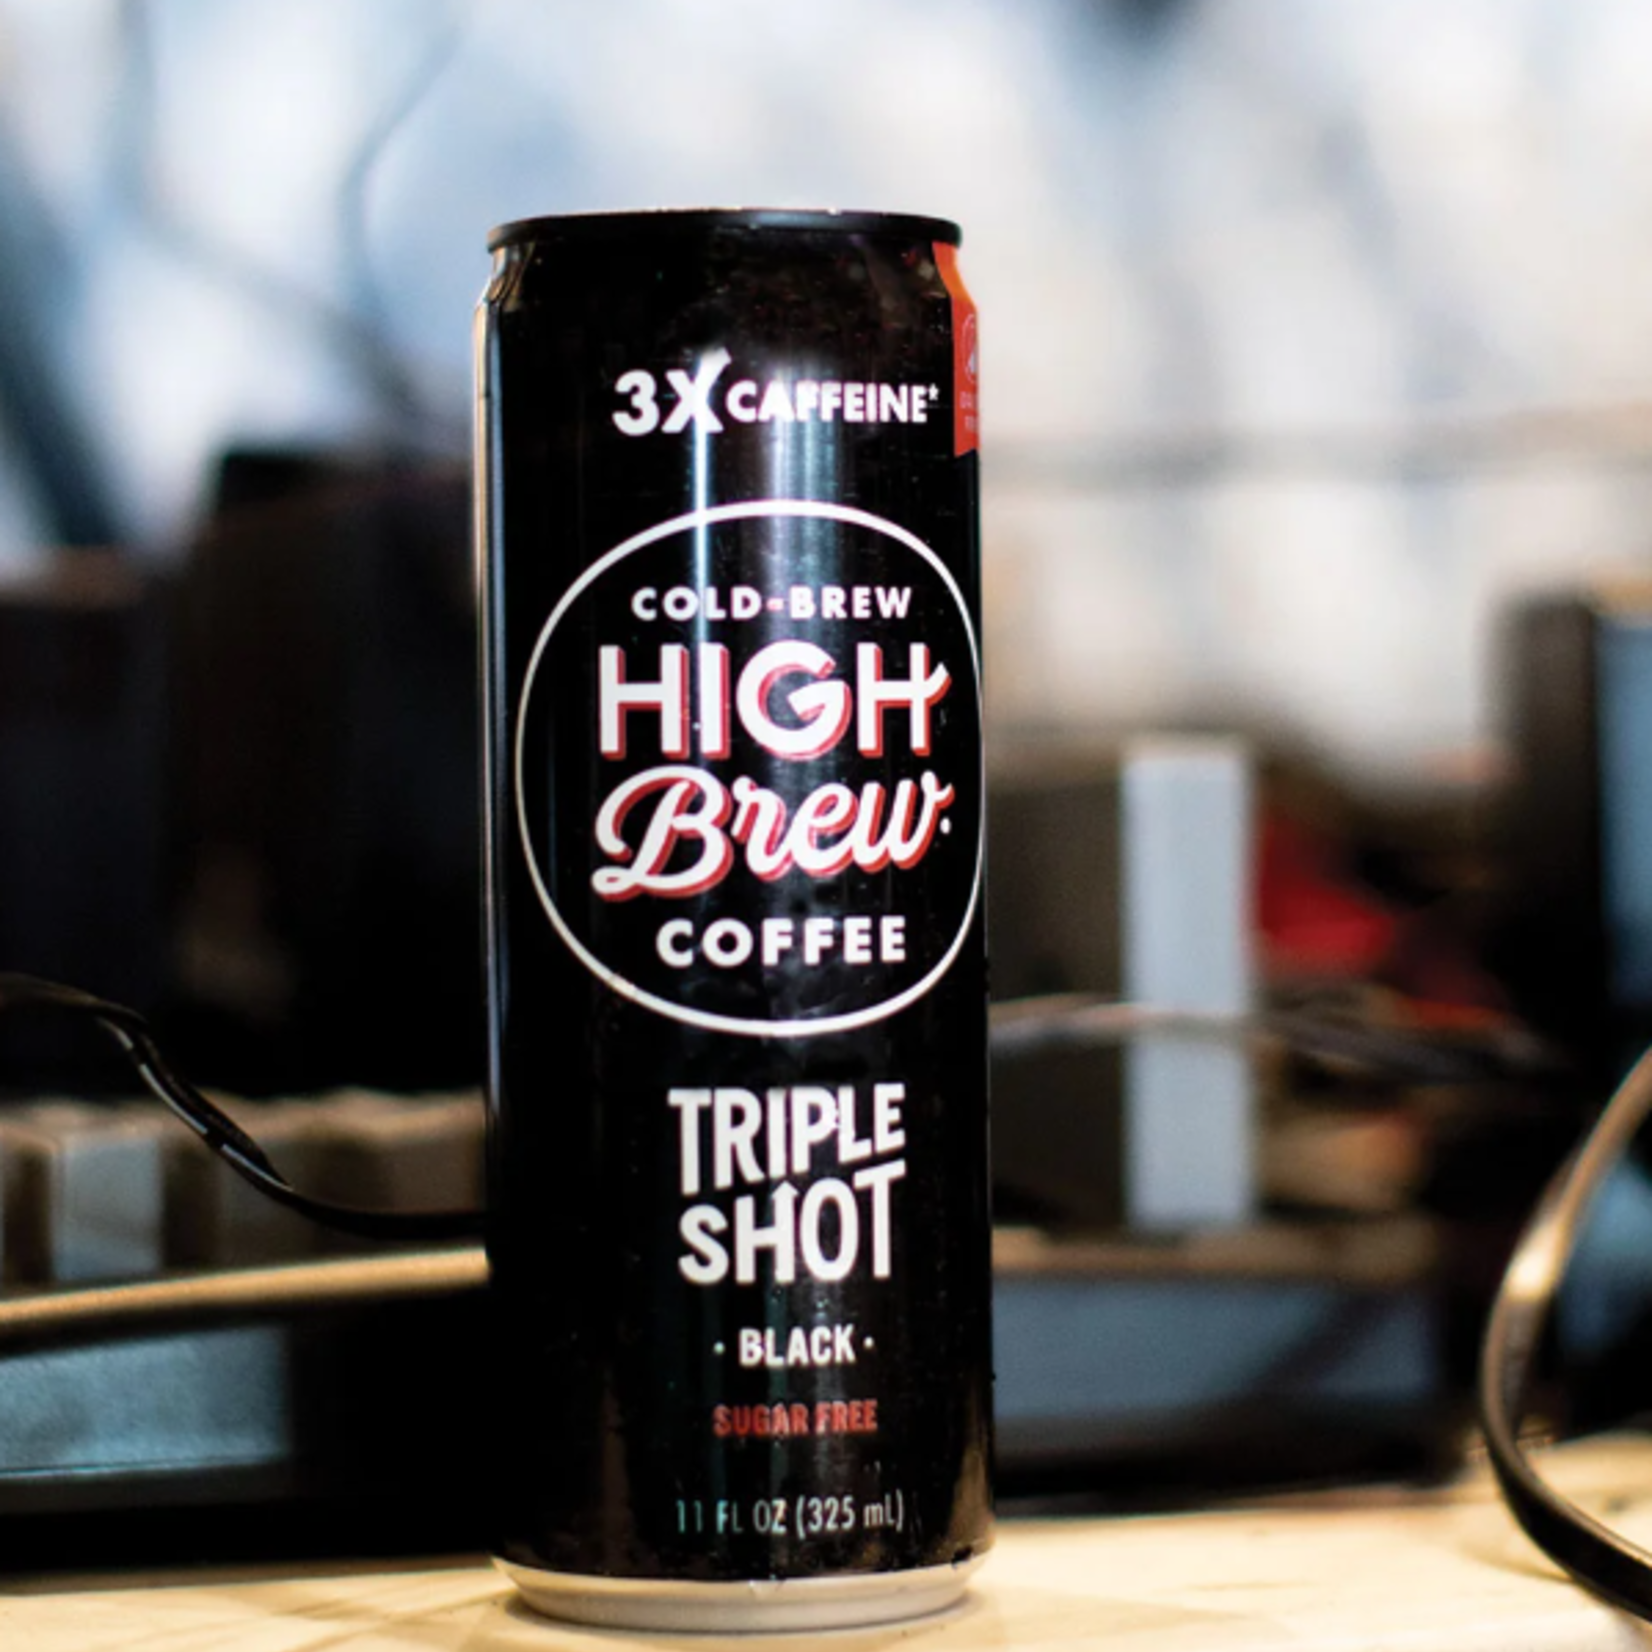 3X CAFFEINE*
COLD-BREW
HIGH
Brew.
COFFEE
TRIPLE
SHOT
· BLACK ·
SUGAR FREE
11 FL OZ (325 mL)